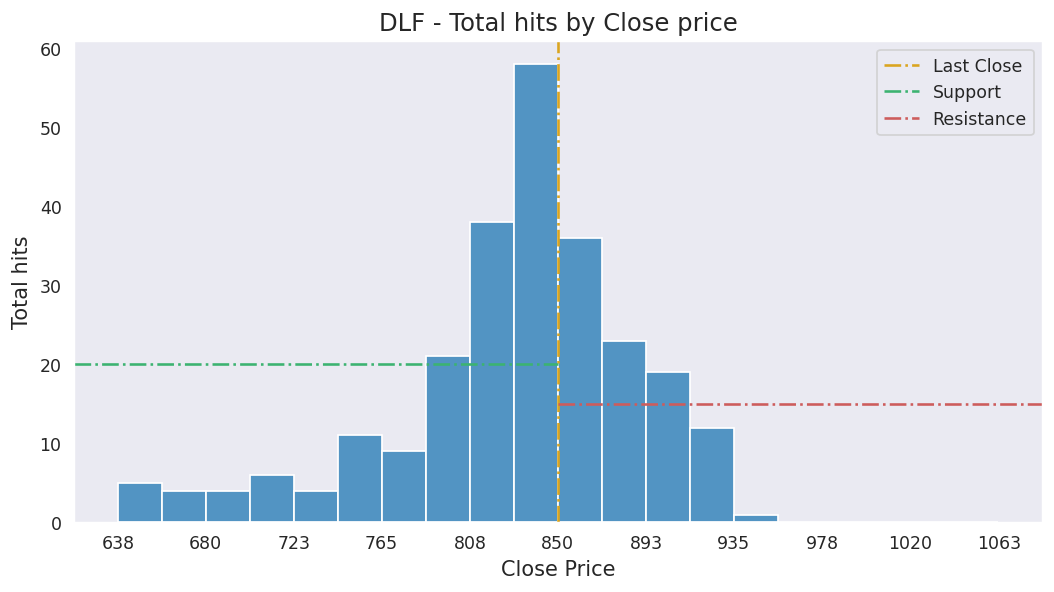 DLF - Total hits by Close price
Last Close
Support
Resistance
Total hits
60
50
40
30
20
10
0
638 680 723 765 808 850 893 935 978 1020 1063
Close Price